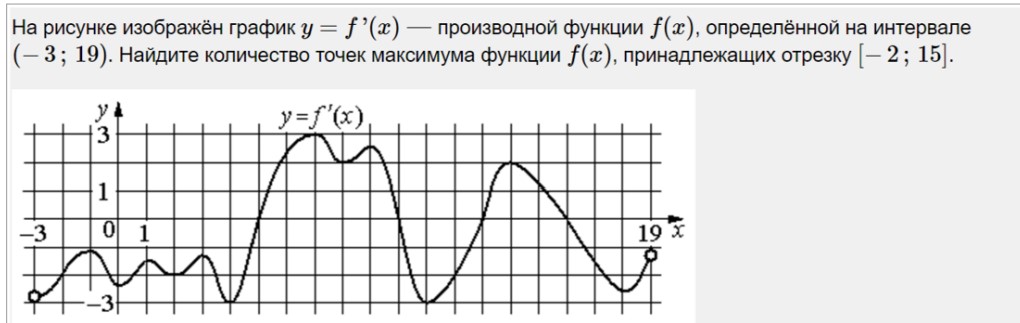 На рисунке изображён график y = f ’(x) — производной функции f(x), определённой на интервале
(− 3 ; 19). Найдите количество точек максимума функции f(x), принадлежащих отрезку [− 2 ; 15].
y
y=f'(x)
3
1
−3 0 1 19 x
−3